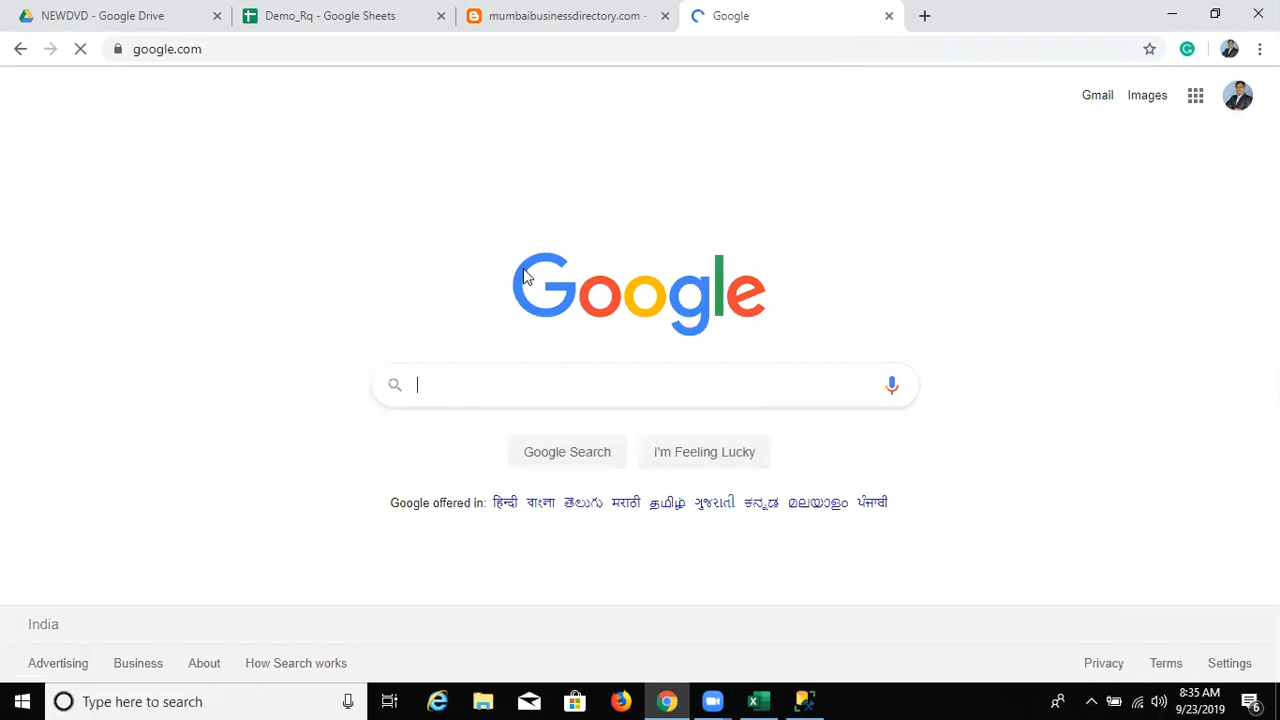 NEWDVD - Google Drive
Demo_Rq - Google Sheets
mumbaibusinessdirectory.com -
Google
google.com
Gmail Images
Google
Google Search I'm Feeling Lucky
Google offered in: हिन्दी বাংলা తెలుగు मराठी தமிழ் ગુજરાતી ಕನ್ನಡ മലയാളം ਪੰਜਾਬੀ
India
Advertising Business About How Search works Privacy Terms Settings
Type here to search
8:35 AM
9/23/2019
6